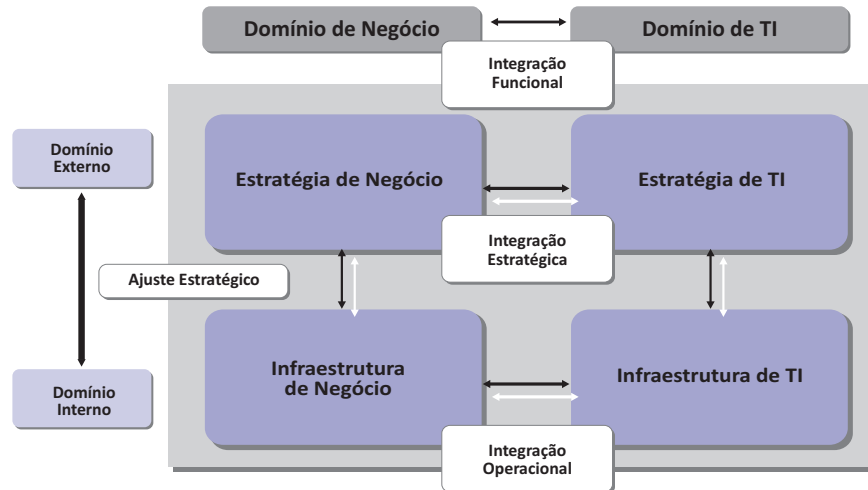 Domínio de Negócio
Domínio de TI
Integração
Funcional
Domínio
Externo
Estratégia de Negócio
Estratégia de TI
Integração
Estratégica
Ajuste Estratégico
Infraestrutura
de Negócio
Infraestrutura de TI
Domínio
Interno
Integração
Operacional